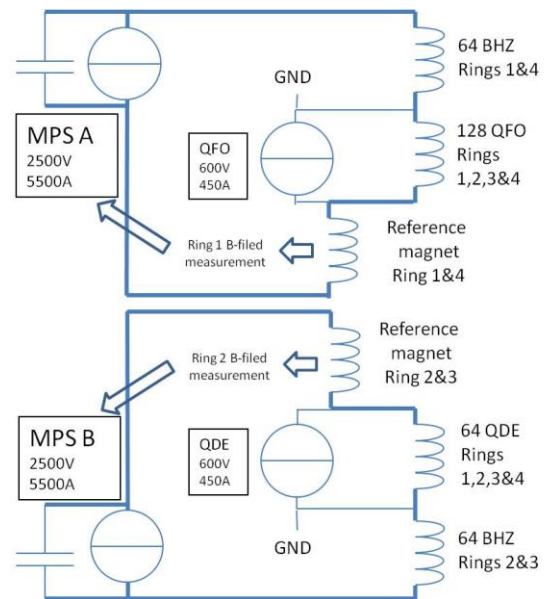 64 BHZ
Rings 1&4
GND
MPS A
2500V
5500A
QFO
600V
450A
128 QFO
Rings
1,2,3&4
Ring 1 B-filed
measurement
Reference
magnet
Ring 1&4
Ring 2 B-filed
measurement
Reference
magnet
Ring 2&3
MPS B
2500V
5500A
QDE
600V
450A
64 QDE
Rings
1,2,3&4
GND
64 BHZ
Rings 2&3